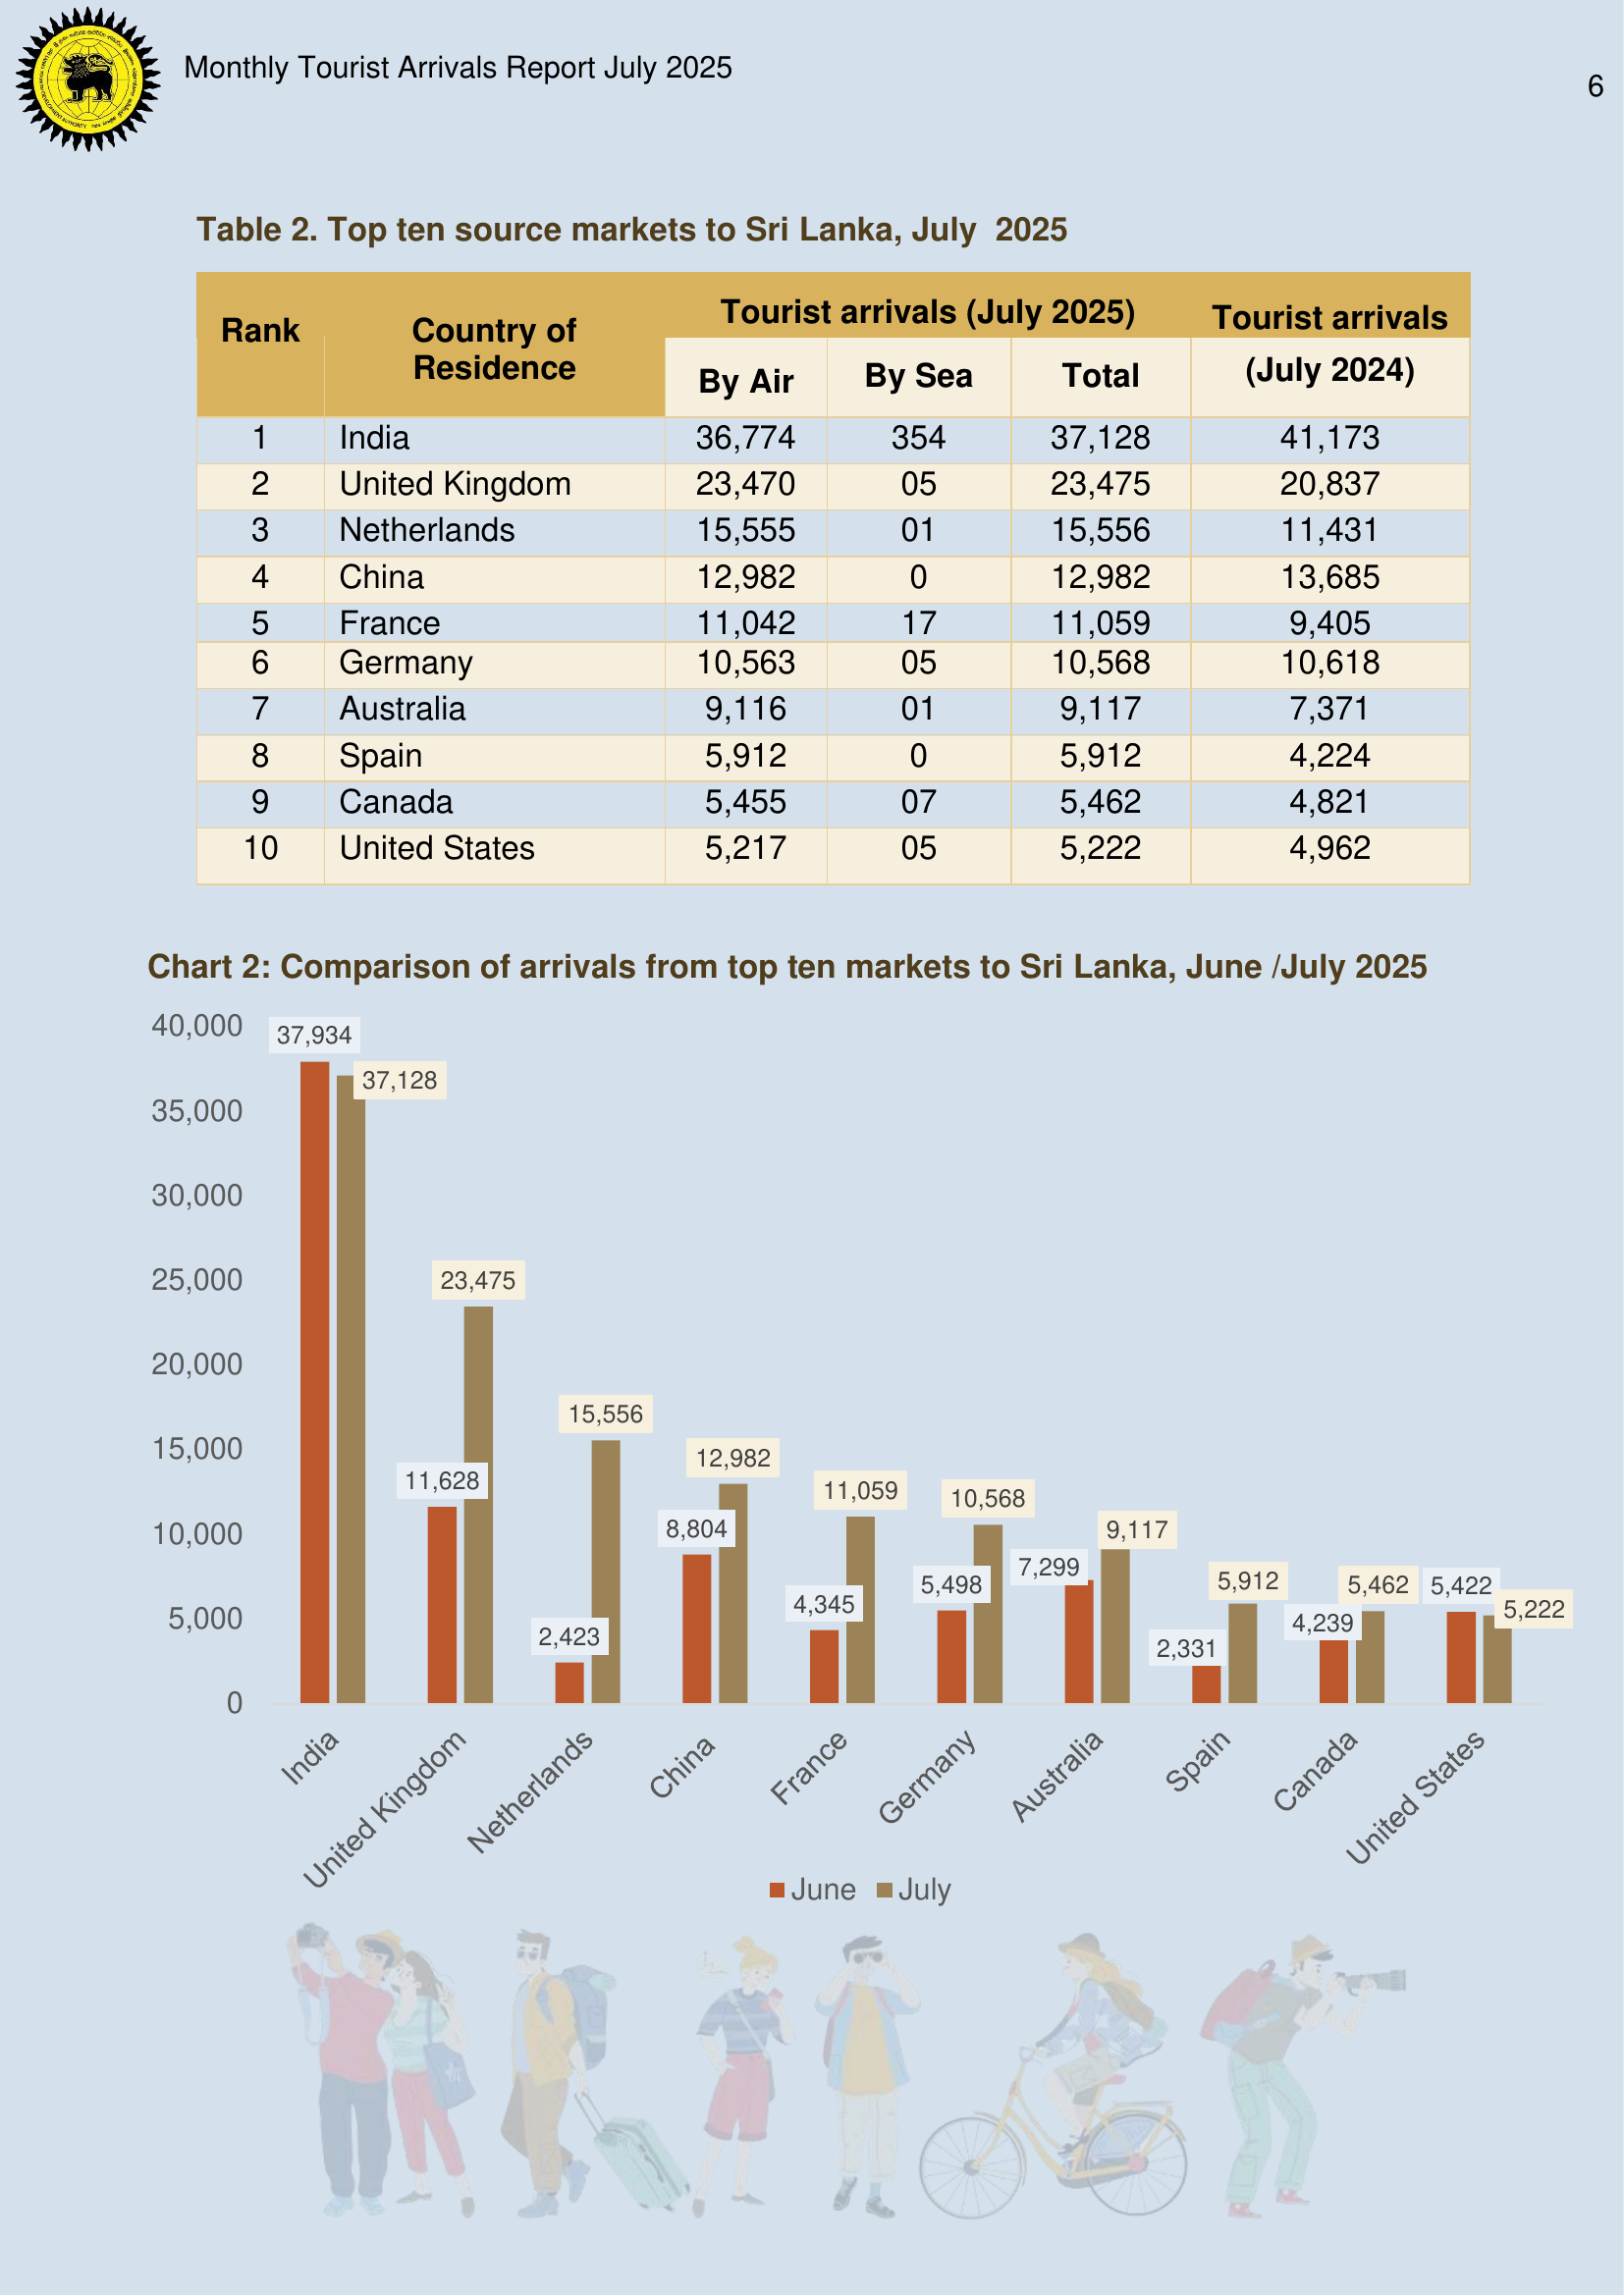 Monthly Tourist Arrivals Report July 2025
6
Table 2. Top ten source markets to Sri Lanka, July 2025
Rank Country of Residence Tourist arrivals (July 2025) Tourist arrivals (July 2024)
By Air By Sea Total
1 India 36,774 354 37,128 41,173
2 United Kingdom 23,470 05 23,475 20,837
3 Netherlands 15,555 01 15,556 11,431
4 China 12,982 0 12,982 13,685
5 France 11,042 17 11,059 9,405
6 Germany 10,563 05 10,568 10,618
7 Australia 9,116 01 9,117 7,371
8 Spain 5,912 0 5,912 4,224
9 Canada 5,455 07 5,462 4,821
10 United States 5,217 05 5,222 4,962
Chart 2: Comparison of arrivals from top ten markets to Sri Lanka, June /July 2025
40,000
35,000
30,000
25,000
20,000
15,000
10,000
5,000
0
37,934
37,128
11,628
23,475
2,423
15,556
8,804
12,982
4,345
11,059
5,498
10,568
7,299
9,117
2,331
5,912
4,239
5,462
5,422
5,222
India
United Kingdom
Netherlands
China
France
Germany
Australia
Spain
Canada
United States
June July